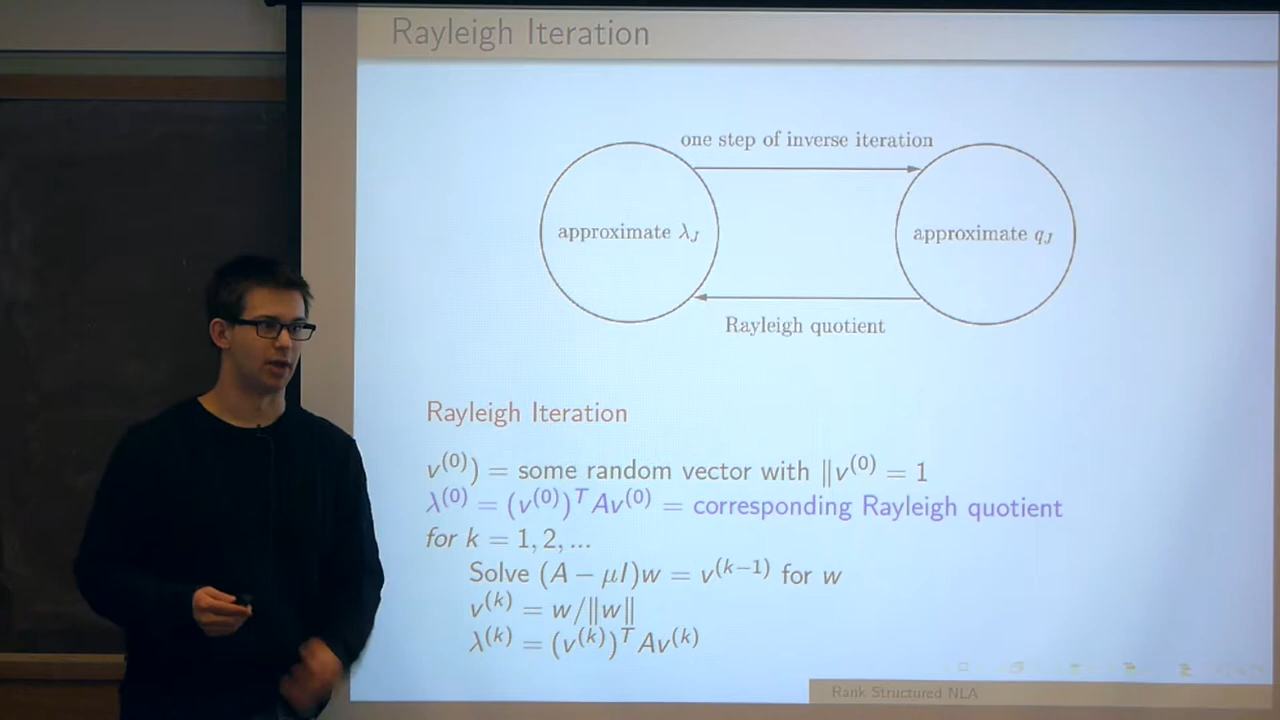 Rayleigh Iteration
one step of inverse iteration
approximate λ_J
approximate q_J
Rayleigh quotient
Rayleigh Iteration
v^(0)) = some random vector with ‖v^(0) = 1
λ^(0) = (v^(0))^T Av^(0) = corresponding Rayleigh quotient
for k = 1, 2, ...
Solve (A − μI)w = v^(k−1) for w
v^(k) = w/‖w‖
λ^(k) = (v^(k))^T Av^(k)
Rank Structured NLA